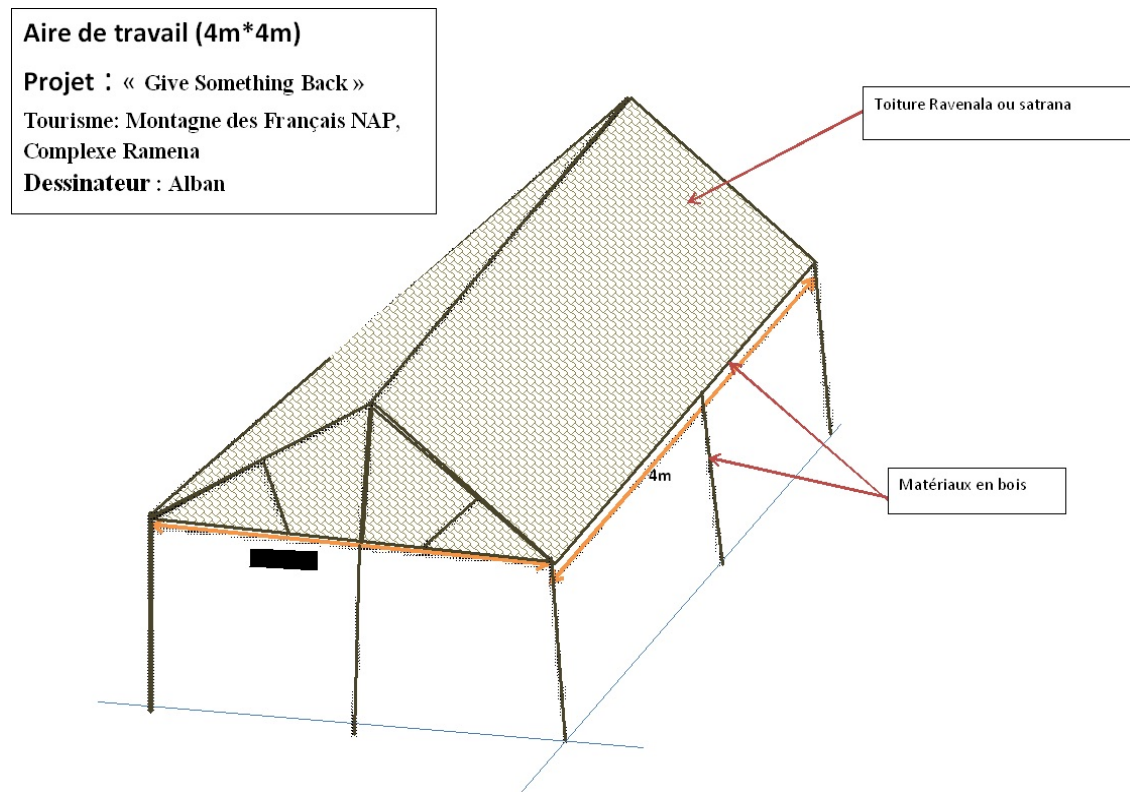 Aire de travail (4m*4m)
Projet : « Give Something Back »
Tourisme: Montagne des Français NAP,
Complexe Ramena
Dessinateur : Alban
Toiture Ravenala ou satrana
4m
Matériaux en bois